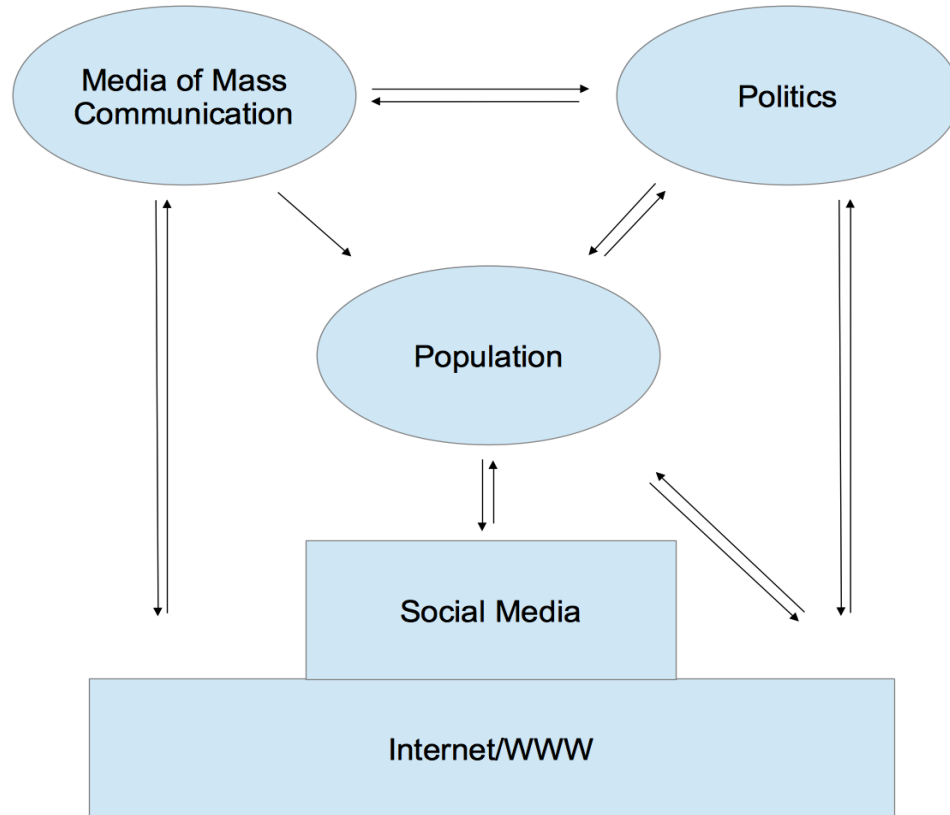 Media of Mass
Communication
Politics
Population
Social Media
Internet/WWW